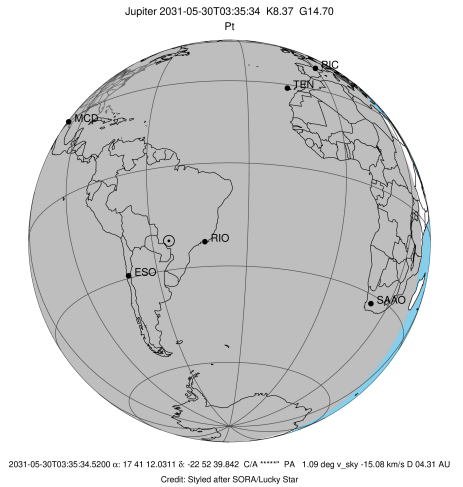 Jupiter 2031-05-30T03:35:34 K8.37 G14.70
Pt
PIC
TEN
MCD
RIO
ESO
SAAO
2031-05-30T03:35:34.5200 α: 17 41 12.0311 δ: -22 52 39.842 C/A *****" PA 1.09 deg v_sky -15.08 km/s D 04.31 AU
Credit: Styled after SORA/Lucky Star